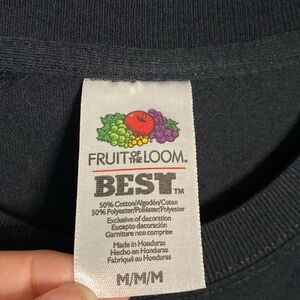 FRUIT OF THE LOOM®
BEST™
50% Cotton/Algodón/Coton
50% Polyester/Poliéster/Polyester
Exclusive of decoration
Excepto decoración
Garniture non comprise
Made in Honduras
Hecho en Honduras
Fabriqué au Honduras
M/M/M